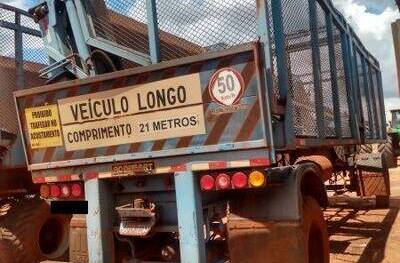 PROIBIDO
TRAFEGAR NO
ACOSTAMENTO
VEÍCULO LONGO
COMPRIMENTO 21 METROS
50
km/h